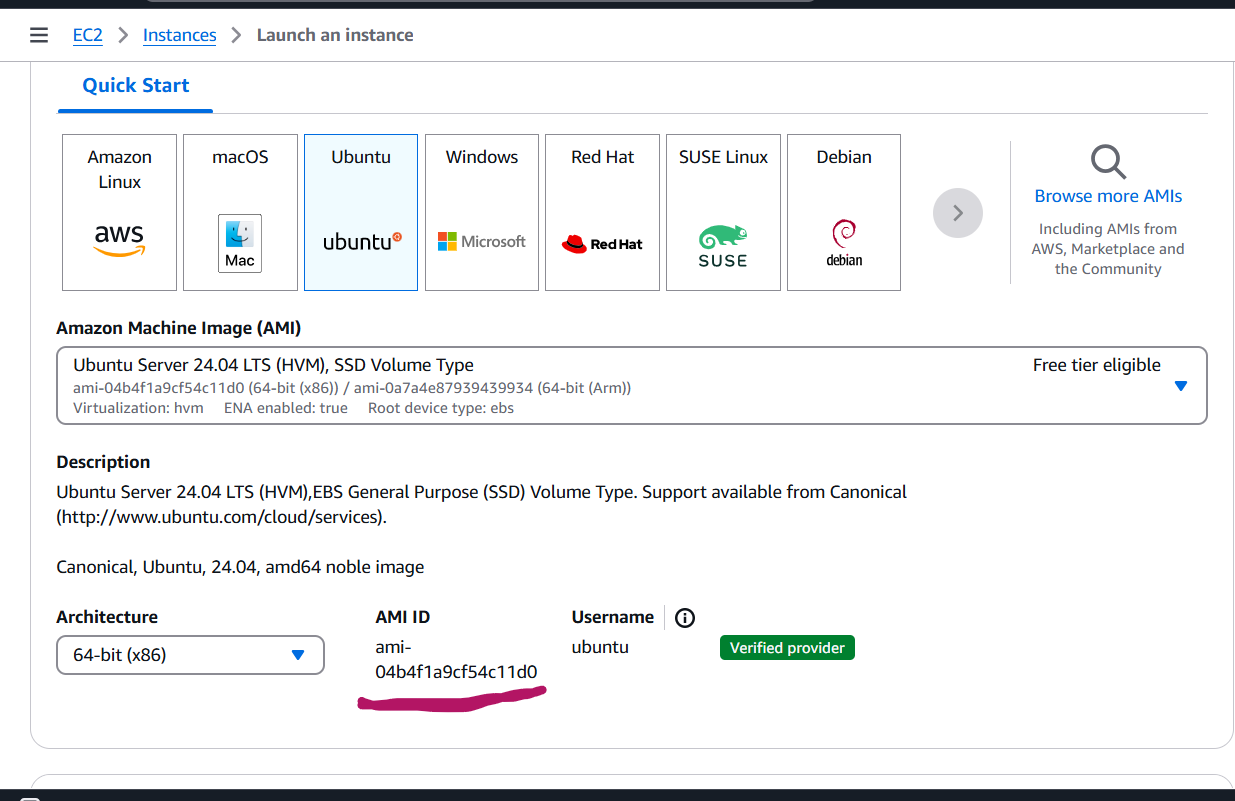 EC2 > Instances > Launch an instance
Quick Start
Amazon Linux
aws
macOS
Mac
Ubuntu
ubuntu
Windows
Microsoft
Red Hat
Red Hat
SUSE Linux
SUSE
Debian
debian
Browse more AMIs
Including AMIs from
AWS, Marketplace and
the Community
Amazon Machine Image (AMI)
Ubuntu Server 24.04 LTS (HVM), SSD Volume Type
Free tier eligible
ami-04b4f1a9cf54c11d0 (64-bit (x86)) / ami-0a7a4e87939439934 (64-bit (Arm))
Virtualization: hvm ENA enabled: true Root device type: ebs
Description
Ubuntu Server 24.04 LTS (HVM),EBS General Purpose (SSD) Volume Type. Support available from Canonical
(http://www.ubuntu.com/cloud/services).
Canonical, Ubuntu, 24.04, amd64 noble image
Architecture
64-bit (x86)
AMI ID
ami-
04b4f1a9cf54c11d0
Username
ubuntu
Verified provider